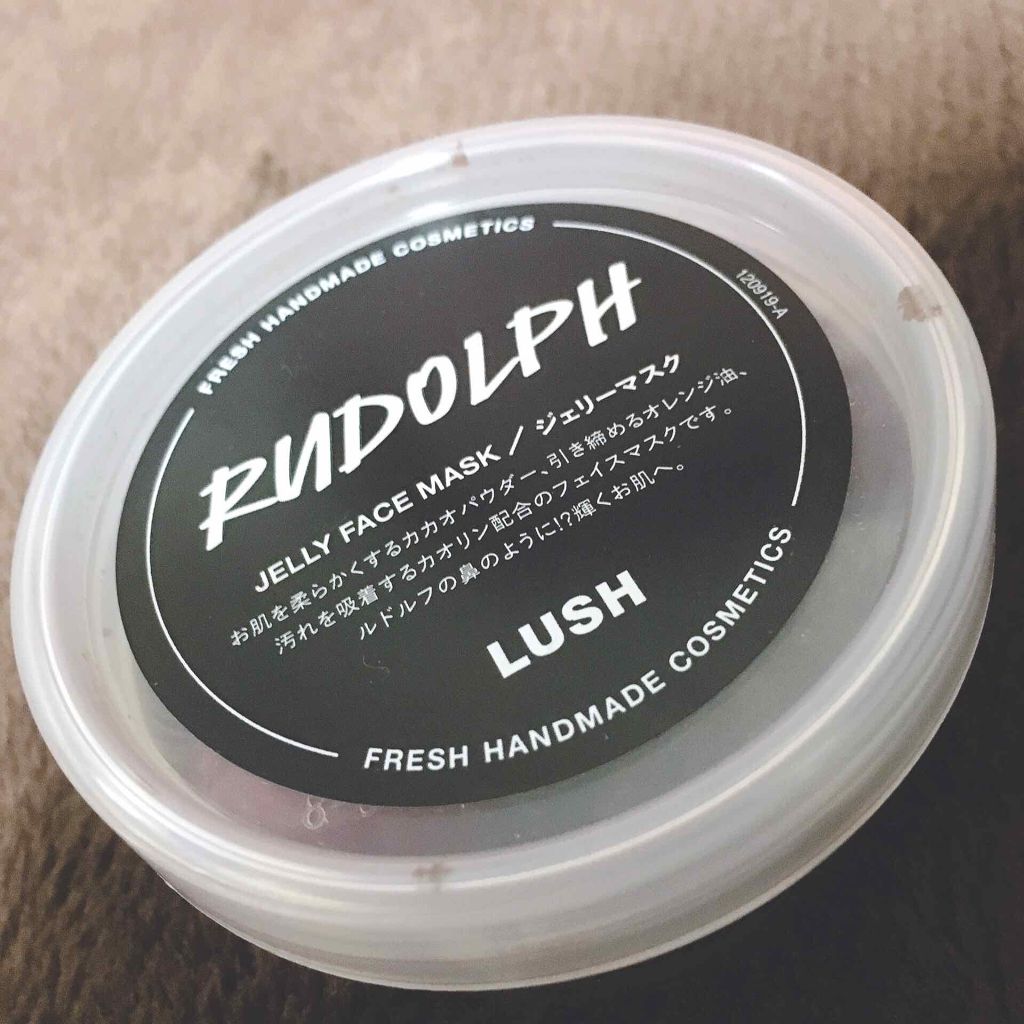 FRESH HANDMADE COSMETICS
120919-A
RUDOLPH
JELLY FACE MASK / ジェリーマスク
お肌を柔らかくするカカオパウダー、引き締めるオレンジ油、
汚れを吸着するカオリン配合のフェイスマスクです。
ルドルフの鼻のように!?輝くお肌へ。
LUSH
FRESH HANDMADE COSMETICS